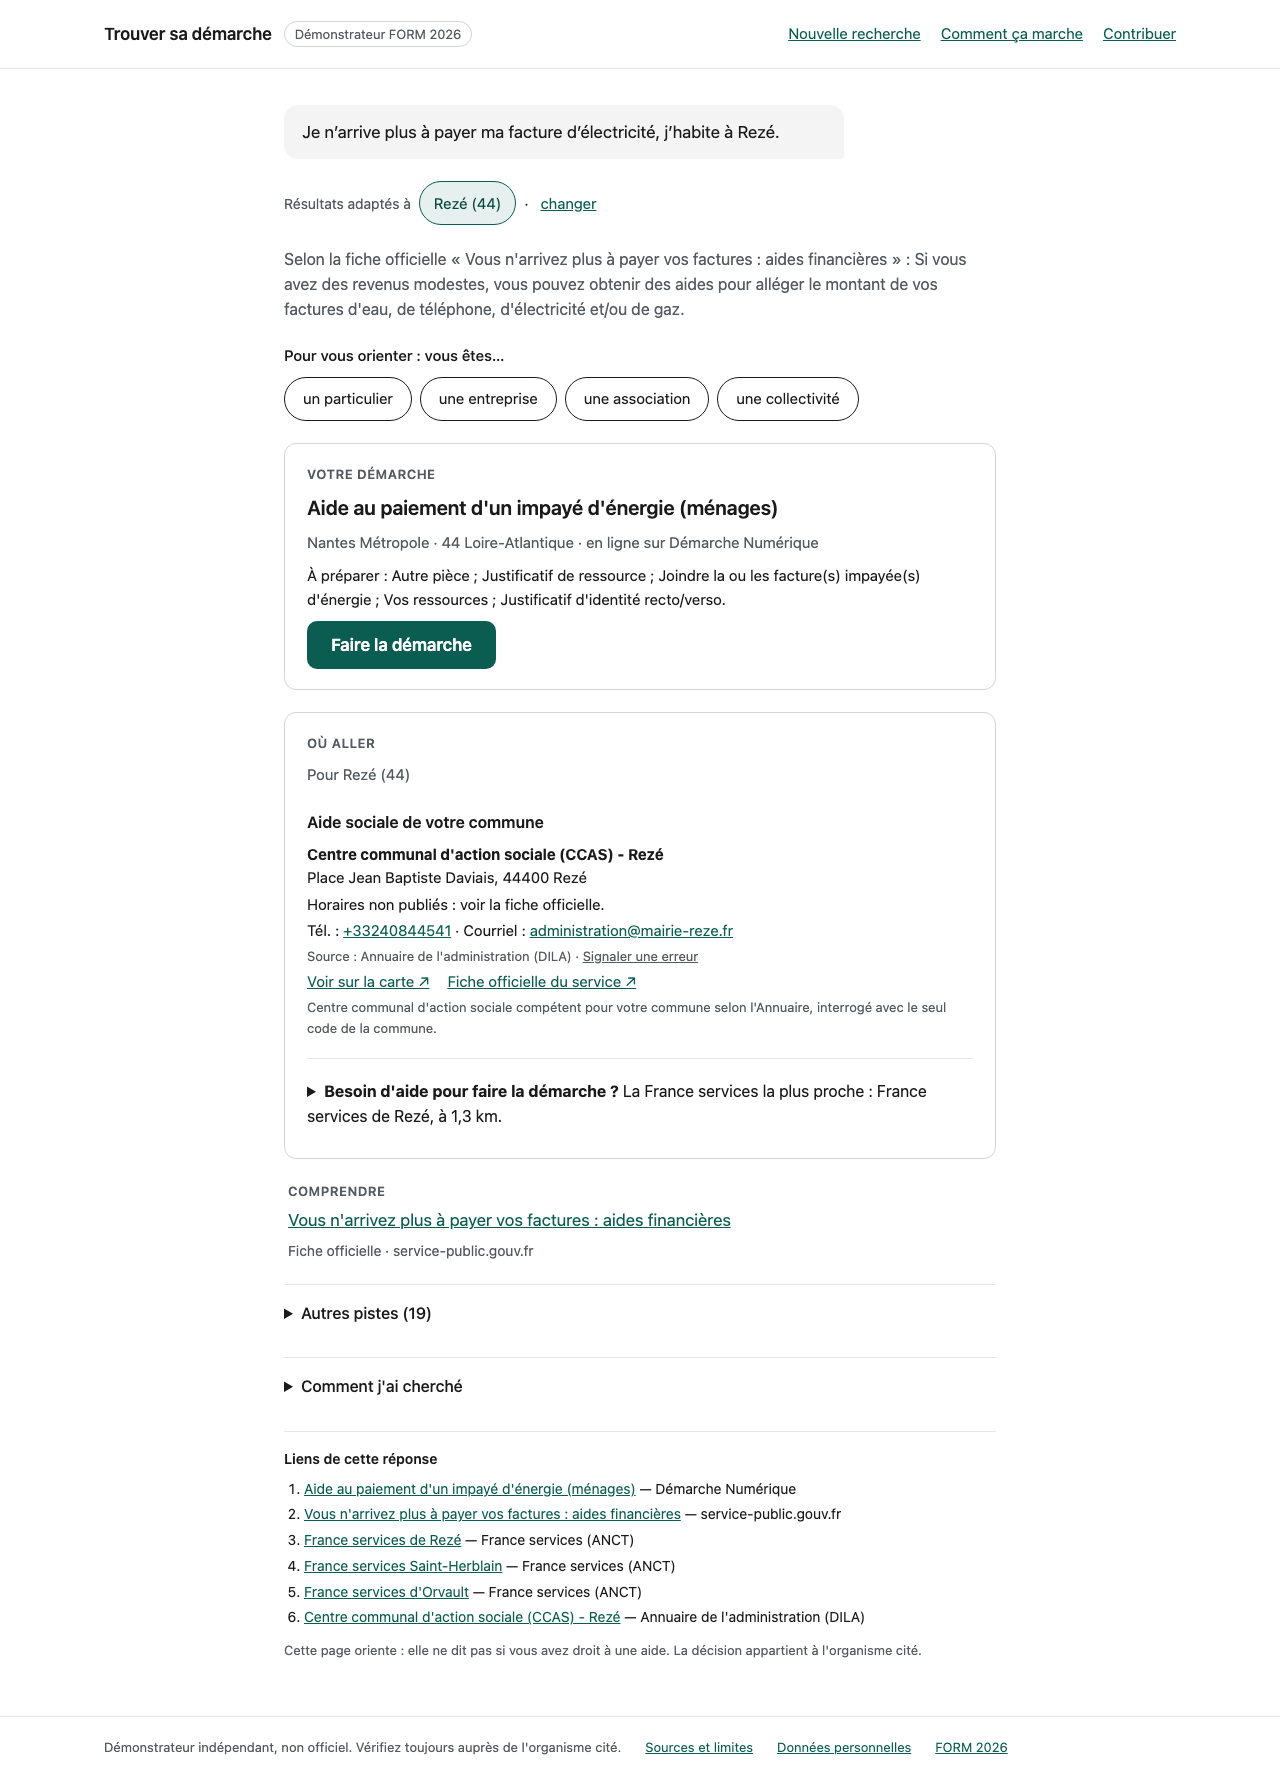 Trouver sa démarche
Démonstrateur FORM 2026
Nouvelle recherche
Comment ça marche
Contribuer
Je n’arrive plus à payer ma facture d’électricité, j’habite à Rezé.
Résultats adaptés à Rezé (44) · changer
Selon la fiche officielle « Vous n'arrivez plus à payer vos factures : aides financières » : Si vous
avez des revenus modestes, vous pouvez obtenir des aides pour alléger le montant de vos
factures d'eau, de téléphone, d'électricité et/ou de gaz.
Pour vous orienter : vous êtes...
un particulier
une entreprise
une association
une collectivité
VOTRE DÉMARCHE
Aide au paiement d'un impayé d'énergie (ménages)
Nantes Métropole · 44 Loire-Atlantique · en ligne sur Démarche Numérique
À préparer : Autre pièce ; Justificatif de ressource ; Joindre la ou les facture(s) impayée(s)
d'énergie ; Vos ressources ; Justificatif d'identité recto/verso.
Faire la démarche
OÙ ALLER
Pour Rezé (44)
Aide sociale de votre commune
Centre communal d'action sociale (CCAS) - Rezé
Place Jean Baptiste Daviais, 44400 Rezé
Horaires non publiés : voir la fiche officielle.
Tél. : +33240844541 · Courriel : administration@mairie-reze.fr
Source : Annuaire de l'administration (DILA) · Signaler une erreur
Voir sur la carte ↗ Fiche officielle du service ↗
Centre communal d'action sociale compétent pour votre commune selon l'Annuaire, interrogé avec le seul
code de la commune.
▶ Besoin d'aide pour faire la démarche ? La France services la plus proche : France
services de Rezé, à 1,3 km.
COMPRENDRE
Vous n'arrivez plus à payer vos factures : aides financières
Fiche officielle · service-public.gouv.fr
▶ Autres pistes (19)
▶ Comment j'ai cherché
Liens de cette réponse
1. Aide au paiement d'un impayé d'énergie (ménages) — Démarche Numérique
2. Vous n'arrivez plus à payer vos factures : aides financières — service-public.gouv.fr
3. France services de Rezé — France services (ANCT)
4. France services Saint-Herblain — France services (ANCT)
5. France services d'Orvault — France services (ANCT)
6. Centre communal d'action sociale (CCAS) - Rezé — Annuaire de l'administration (DILA)
Cette page oriente : elle ne dit pas si vous avez droit à une aide. La décision appartient à l'organisme cité.
Démonstrateur indépendant, non officiel. Vérifiez toujours auprès de l'organisme cité.
Sources et limites
Données personnelles
FORM 2026